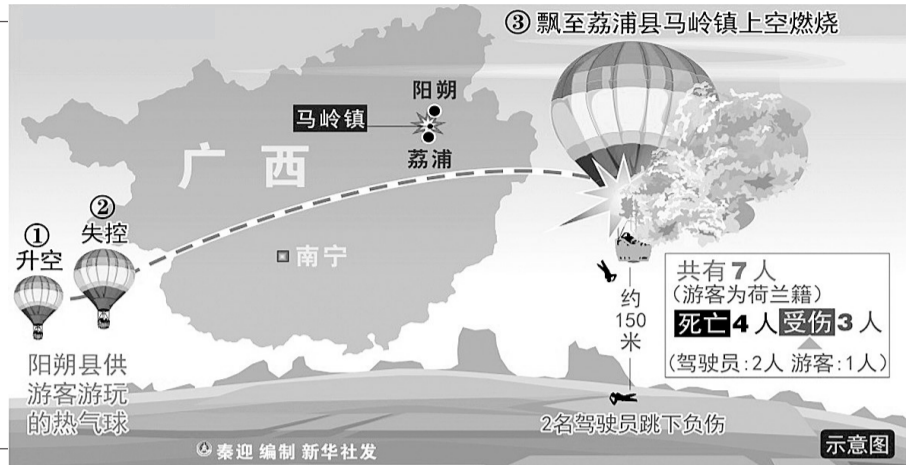 ③ 飘至荔浦县马岭镇上空燃烧
阳朔
马岭镇
荔浦
广西
②
失控
①
升空
南宁
共有7人
(游客为荷兰籍)
死亡4人受伤3人
(驾驶员:2人 游客:1人)
约
150
米
阳朔县供
游客游玩
的热气球
2名驾驶员跳下负伤
秦迎 编制 新华社发
示意图